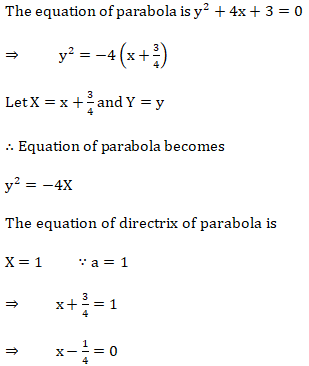 The equation of parabola is y² + 4x + 3 = 0
⇒ y² = −4(x + 3/4)
Let X = x + 3/4 and Y = y
∴ Equation of parabola becomes
y² = −4X
The equation of directrix of parabola is
X = 1 ∵ a = 1
⇒ x + 3/4 = 1
⇒ x − 1/4 = 0